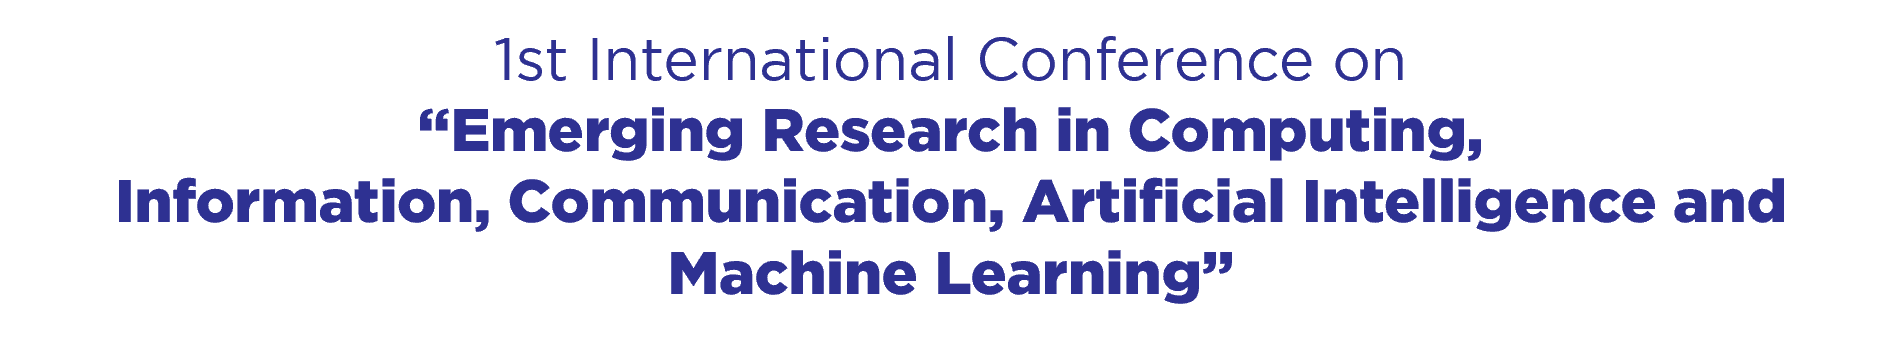 1st International Conference on
“Emerging Research in Computing,
Information, Communication, Artificial Intelligence and
Machine Learning”